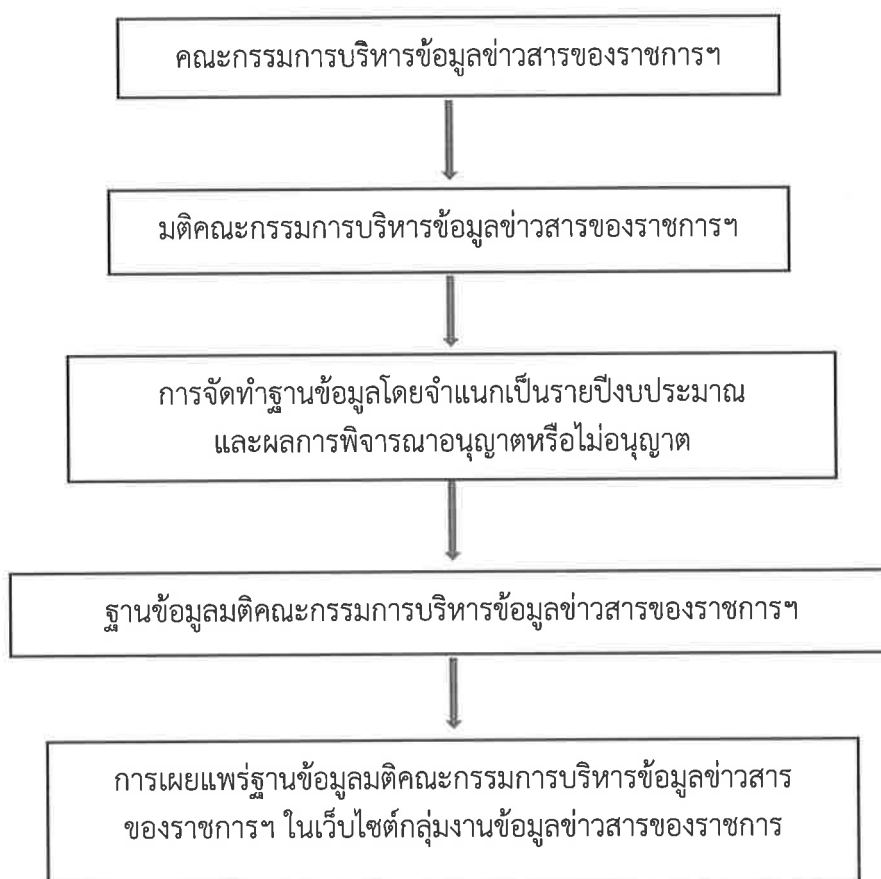 คณะกรรมการบริหารข้อมูลข่าวสารของราชการฯ
มติคณะกรรมการบริหารข้อมูลข่าวสารของราชการฯ
การจัดทำฐานข้อมูลโดยจำแนกเป็นรายปีงบประมาณ
และผลการพิจารณาอนุญาตหรือไม่อนุญาต
ฐานข้อมูลมติคณะกรรมการบริหารข้อมูลข่าวสารของราชการฯ
การเผยแพร่ฐานข้อมูลมติคณะกรรมการบริหารข้อมูลข่าวสาร
ของราชการฯ ในเว็บไซต์กลุ่มงานข้อมูลข่าวสารของราชการ